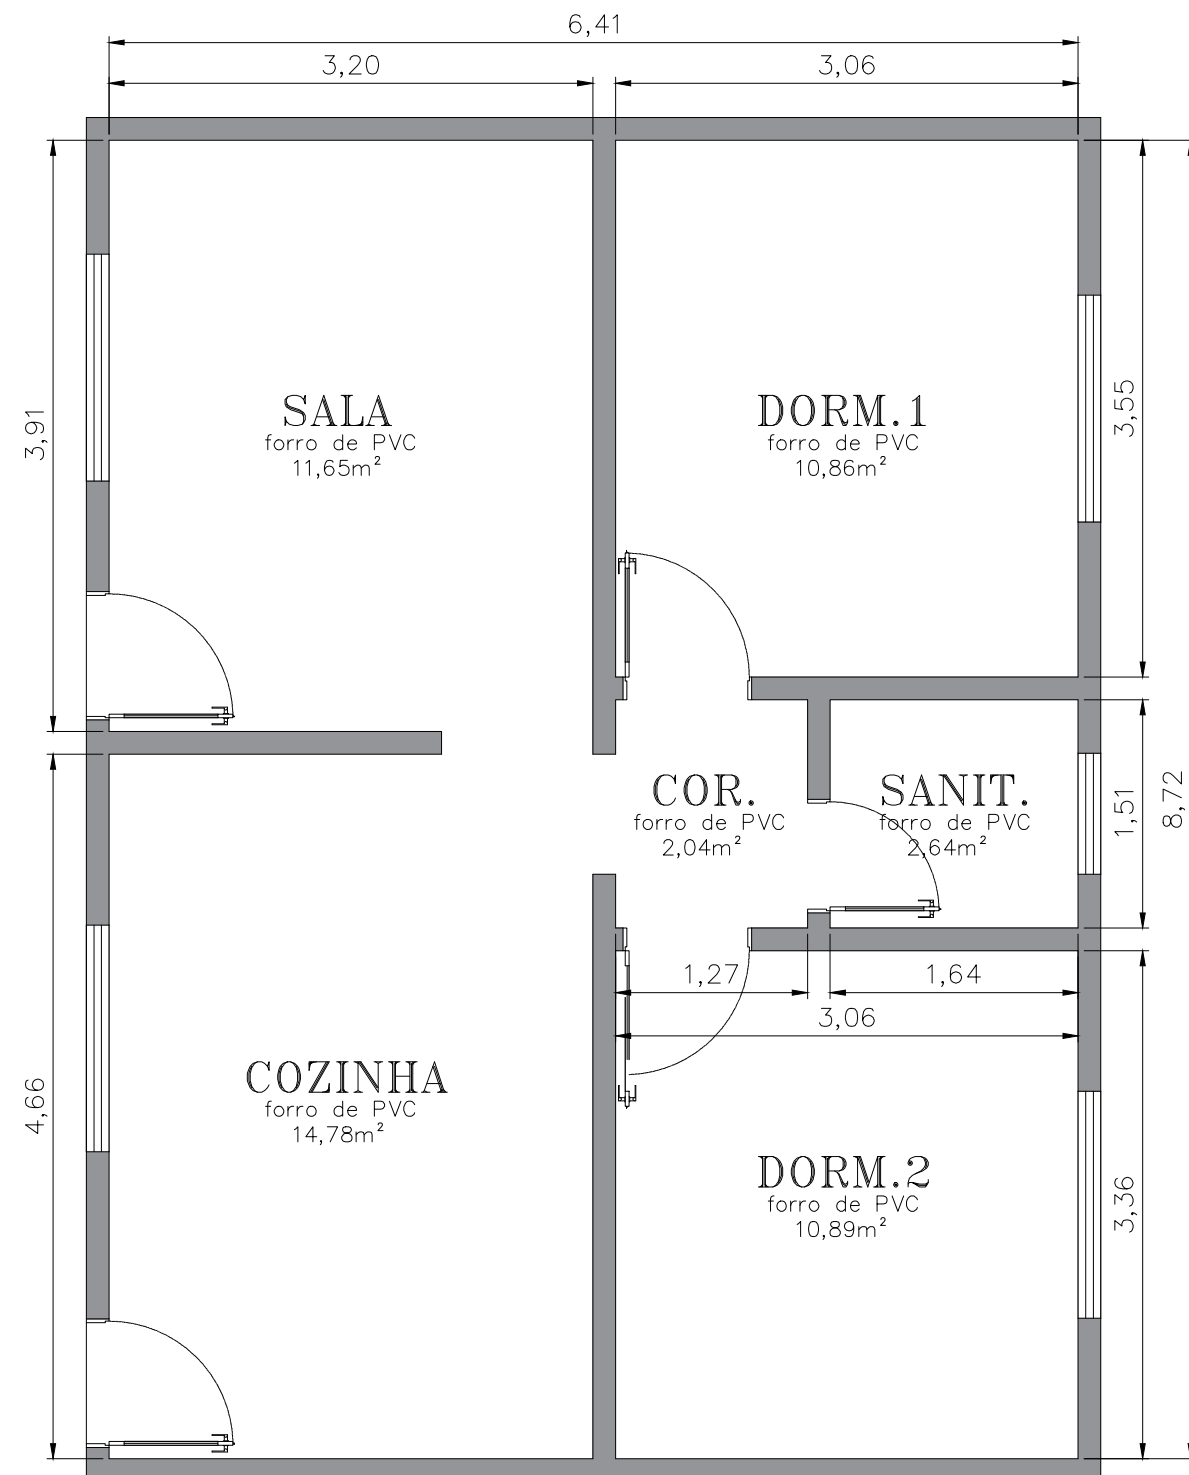 6,41
3,20
3,06
3,91
SALA
forro de PVC
11,65m²
DORM.1
forro de PVC
10,86m²
3,55
COR.
forro de PVC
2,04m²
SANIT.
forro de PVC
2,64m²
1,51
8,72
1,27
1,64
3,06
4,66
COZINHA
forro de PVC
14,78m²
DORM.2
forro de PVC
10,89m²
3,36